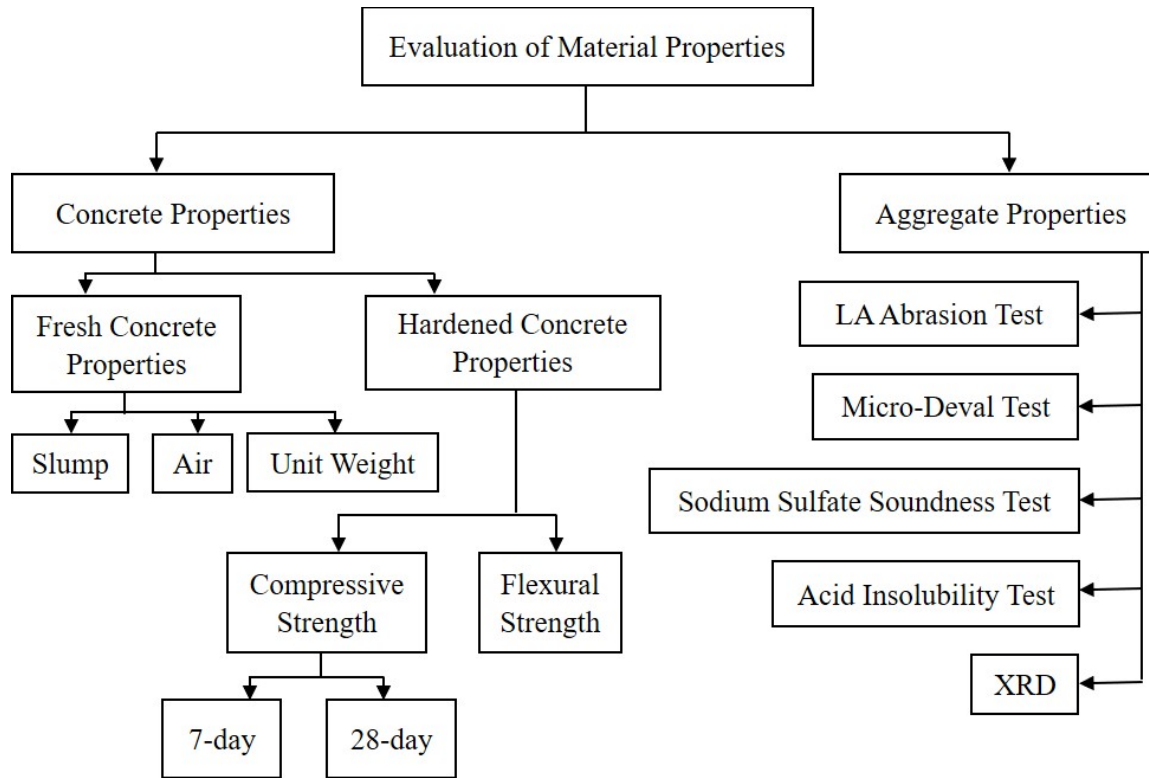 Evaluation of Material Properties
Concrete Properties
Aggregate Properties
Fresh Concrete
Properties
Hardened Concrete
Properties
LA Abrasion Test
Micro-Deval Test
Slump
Air
Unit Weight
Sodium Sulfate Soundness Test
Compressive
Strength
Flexural
Strength
Acid Insolubility Test
XRD
7-day
28-day